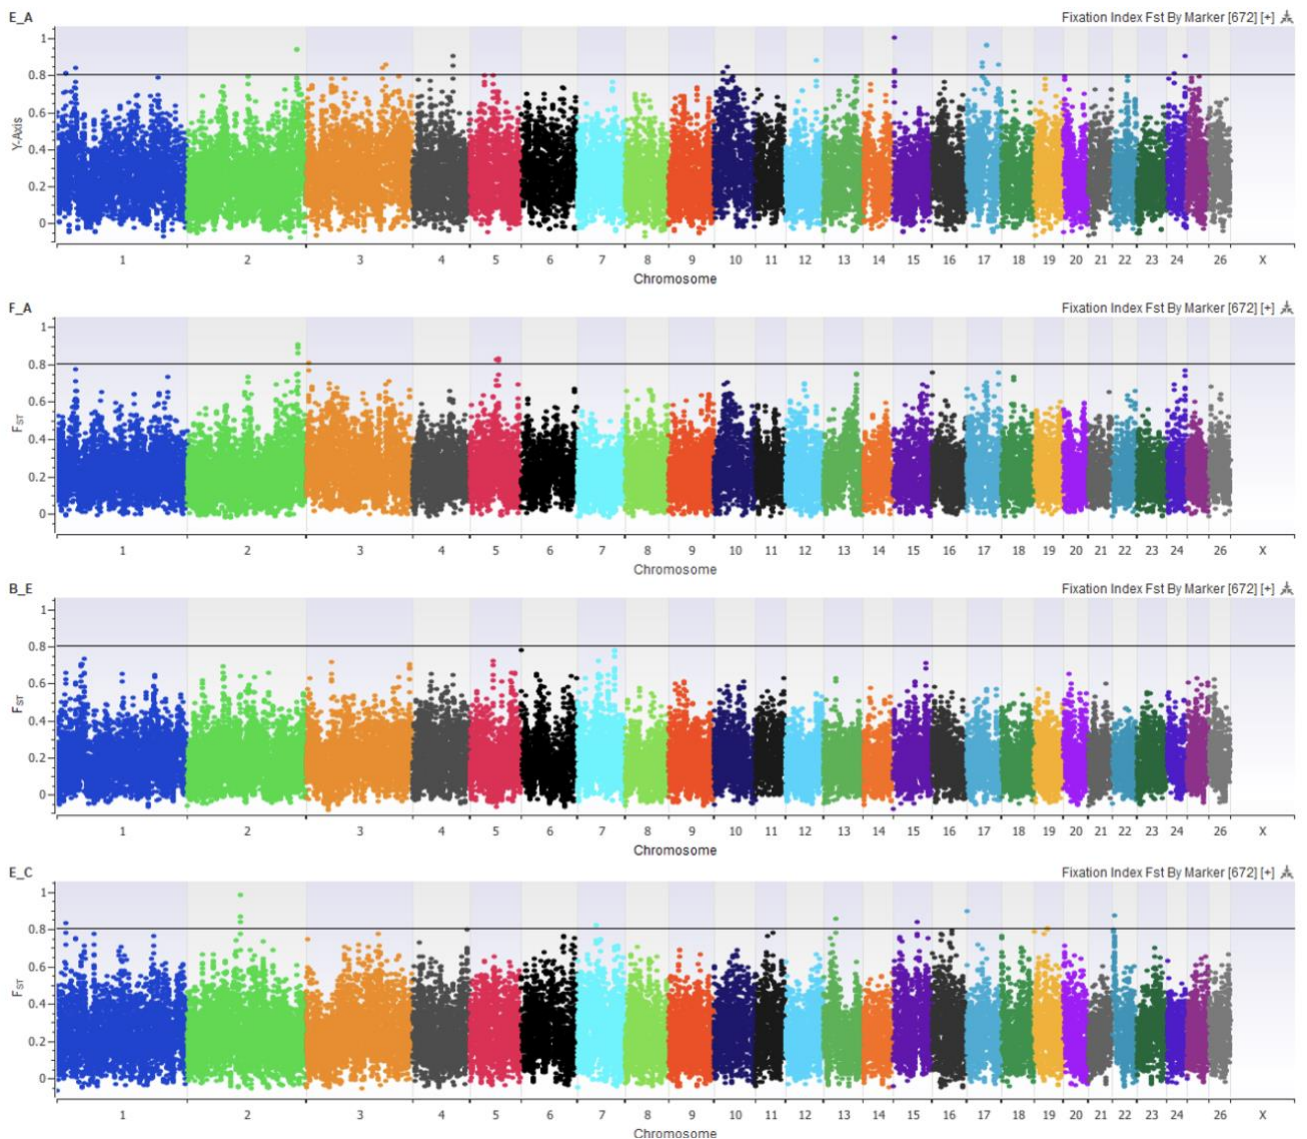 E_A
Fixation Index Fst By Marker [672] [+]
1
0.8
0.6
0.4
0.2
0
Y-Axis
1 2 3 4 5 6 7 8 9 10 11 12 13 14 15 16 17 18 19 20 21 22 23 24 26 X
Chromosome
F_A
Fixation Index Fst By Marker [672] [+]
1
0.8
0.6
0.4
0.2
0
FST
1 2 3 4 5 6 7 8 9 10 11 12 13 14 15 16 17 18 19 20 21 22 23 24 26 X
Chromosome
B_E
Fixation Index Fst By Marker [672] [+]
1
0.8
0.6
0.4
0.2
0
FST
1 2 3 4 5 6 7 8 9 10 11 12 13 14 15 16 17 18 19 20 21 22 23 24 26 X
Chromosome
E_C
Fixation Index Fst By Marker [672] [+]
1
0.8
0.6
0.4
0.2
0
FST
1 2 3 4 5 6 7 8 9 10 11 12 13 14 15 16 17 18 19 20 21 22 23 24 26 X
Chromosome